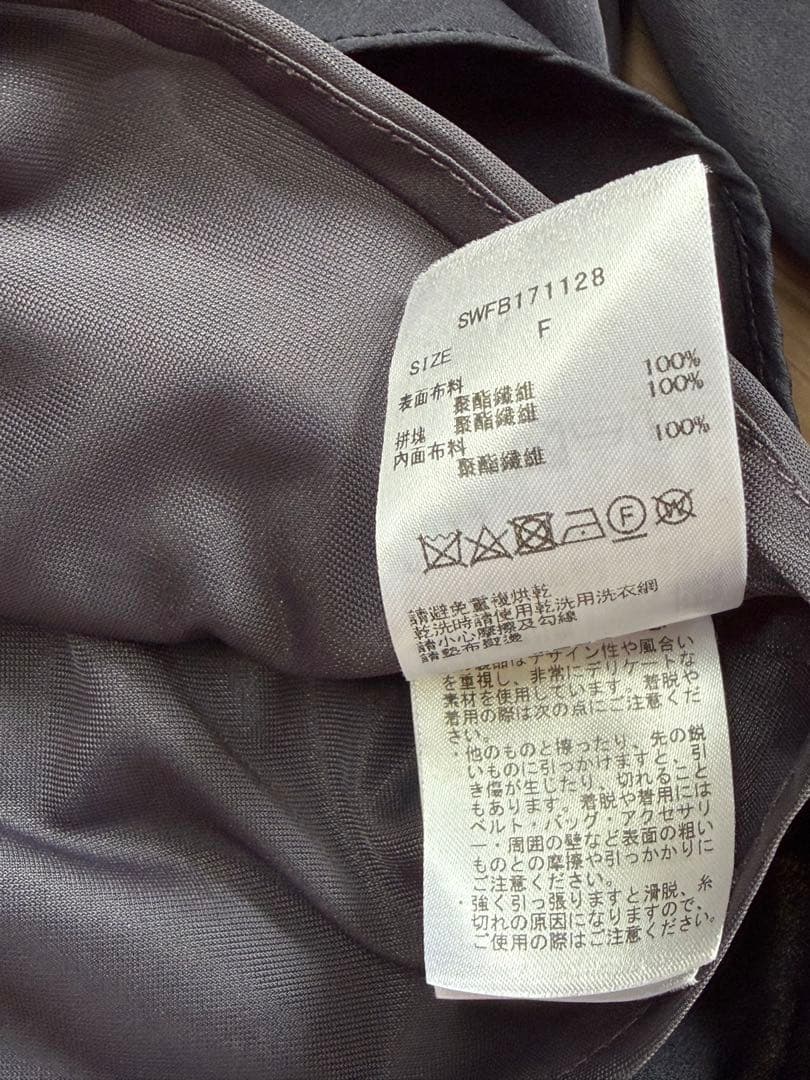 SWFB171128
SIZE F
表面布料
聚酯纖維 100%
拼塊
聚酯纖維 100%
內面布料
聚酯纖維 100%
F
W
請避免重複烘乾
乾洗時請使用乾洗用洗衣網
請小心摩擦及勾線
請墊布熨燙
製品はデザイン性や風合い
を重視し、非常にデリケートな
素材を使用しています。着脱や
着用の際は次の点にご注意くだ
さい。
・他のものと擦ったり、先の鋭
いものに引っかけますと、引
き傷が生じたり、切れること
もあります。着脱や着用には
ベルト・バッグ・アクセサリ
ー・周囲の壁など表面の粗い
ものとの摩擦や引っかかりに
ご注意ください。
・強く引っ張りますと滑脱、糸
切れの原因になりますので、
ご使用の際はご注意ください。